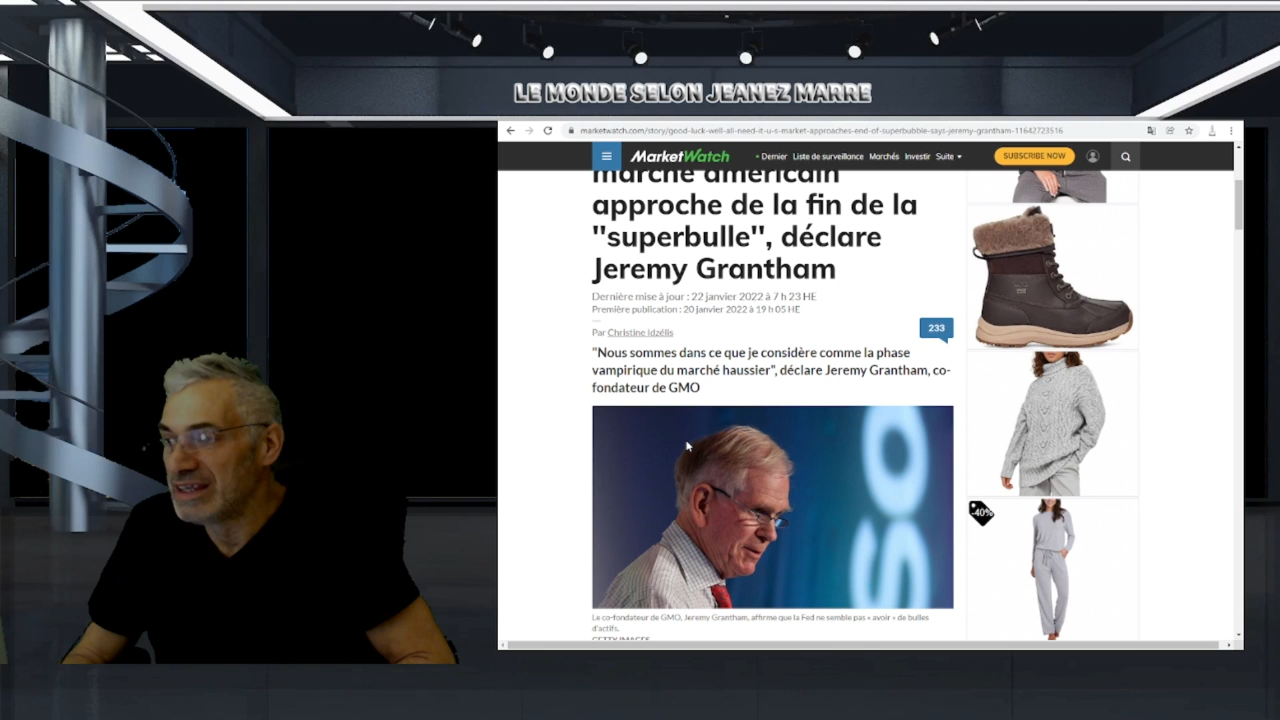 LE MONDE SELON JEANEZ MARRE
marketwatch.com/story/good-luck-well-all-need-it-u-s-market-approaches-end-of-superbubble-says-jeremy-grantham-11642723516
MarketWatch
Dernier Liste de surveillance Marchés Investir Suite
SUBSCRIBE NOW
marché américain
approche de la fin de la
"superbulle", déclare
Jeremy Grantham
Dernière mise à jour : 22 janvier 2022 à 7 h 23 HE
Première publication : 20 janvier 2022 à 19 h 05 HE
Par Christine Idzélis
233
"Nous sommes dans ce que je considère comme la phase
vampirique du marché haussier", déclare Jeremy Grantham, co-
fondateur de GMO
SO
-40%
Le co-fondateur de GMO, Jeremy Grantham, affirme que la Fed ne semble pas « avoir » de bulles
d'actifs.
GETTY IMAGES